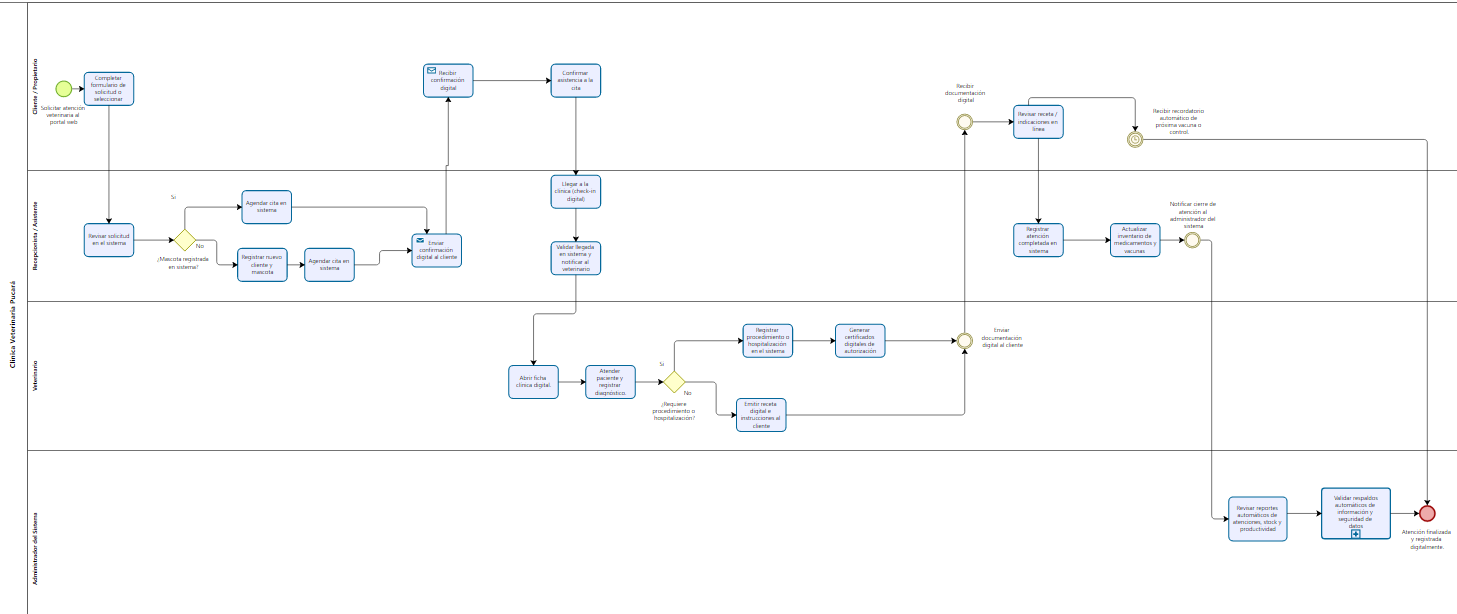 Clínica Veterinaria Pucará
Cliente / Propietario
Solicitar atención
veterinaria al
portal web
Completar
formulario de
solicitud o
seleccionar
Recibir
confirmación
digital
Confirmar
asistencia a la
cita
Recibir
documentación
digital
Revisar receta /
indicaciones en
línea
Recibir recordatorio
automático de
próxima vacuna o
control.
Recepcionista / Asistente
Revisar solicitud
en el sistema
¿Mascota registrada
en sistema?
Si
No
Agendar cita en
sistema
Registrar nuevo
cliente y
mascota
Agendar cita en
sistema
Enviar
confirmación
digital al cliente
Llegar a la
clínica (check-in
digital)
Validar llegada
en sistema y
notificar al
veterinario
Registrar
atención
completada en
sistema
Actualizar
inventario de
medicamentos y
vacunas
Notificar cierre de
atención al
administrador del
sistema
Veterinario
Abrir ficha
clínica digital.
Atender
paciente y
registrar
diagnóstico.
¿Requiere
procedimiento o
hospitalización?
Si
No
Registrar
procedimiento o
hospitalización
en el sistema
Generar
certificados
digitales de
autorización
Emitir receta
digital e
instrucciones al
cliente
Enviar
documentación
digital al cliente
Administrador del Sistema
Revisar reportes
automáticos de
atenciones, stock y
productividad
Validar respaldos
automáticos de
información y
seguridad de
datos
Atención finalizada
y registrada
digitalmente.